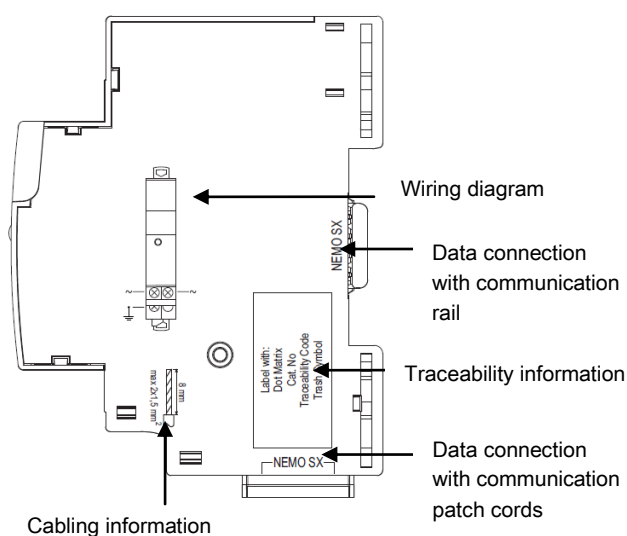 Wiring diagram
NEMO SX
Data connection
with communication
rail
Label with:
Dot Matrix
Cat. No
Traceability Code
Trash Symbol
Traceability information
8 mm
max 2x1,5 mm²
NEMO SX
Data connection
with communication
patch cords
Cabling information